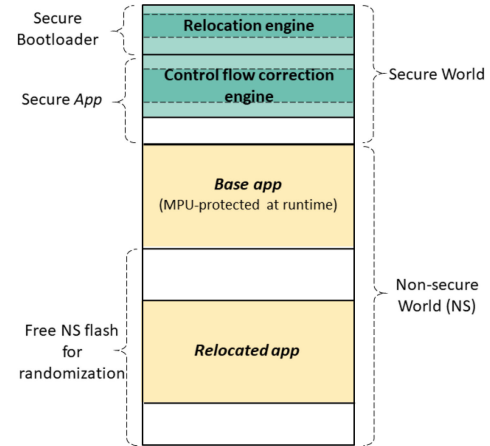 Secure
Bootloader
Relocation engine
Control flow correction
engine
Secure App
Secure World
Base app
(MPU-protected at runtime)
Non-secure
World (NS)
Free NS flash
for
randomization
Relocated app